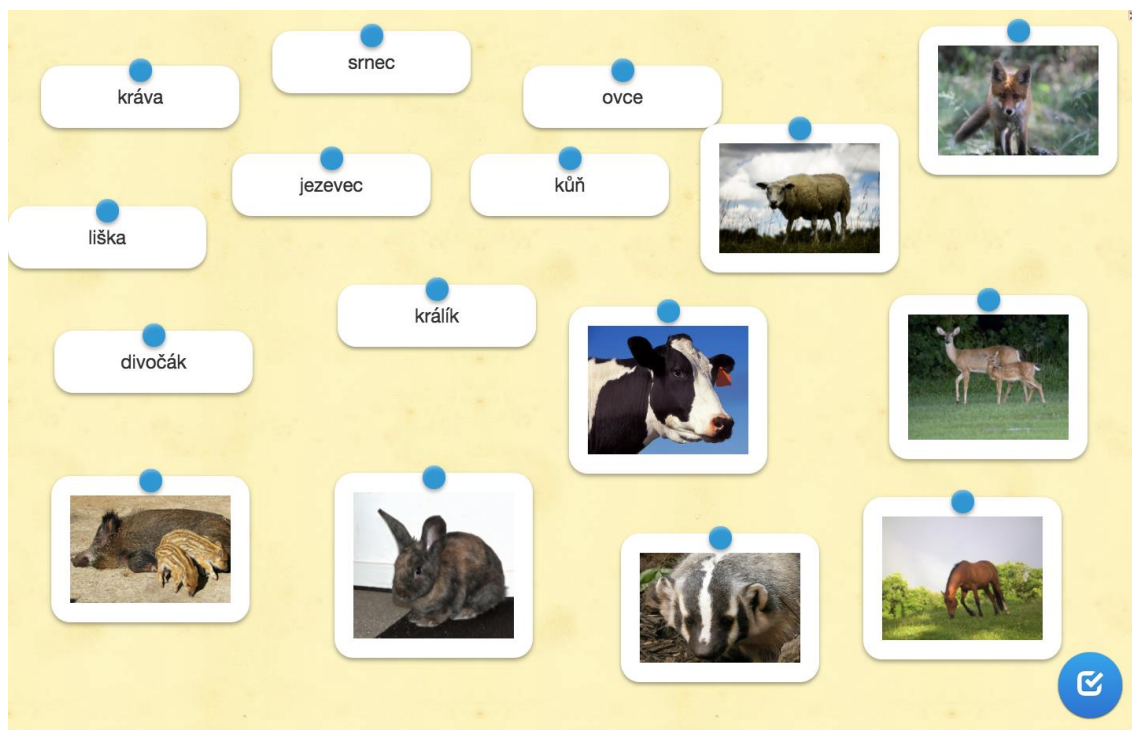 srnec
kráva
ovce
jezevec
kůň
liška
králík
divočák